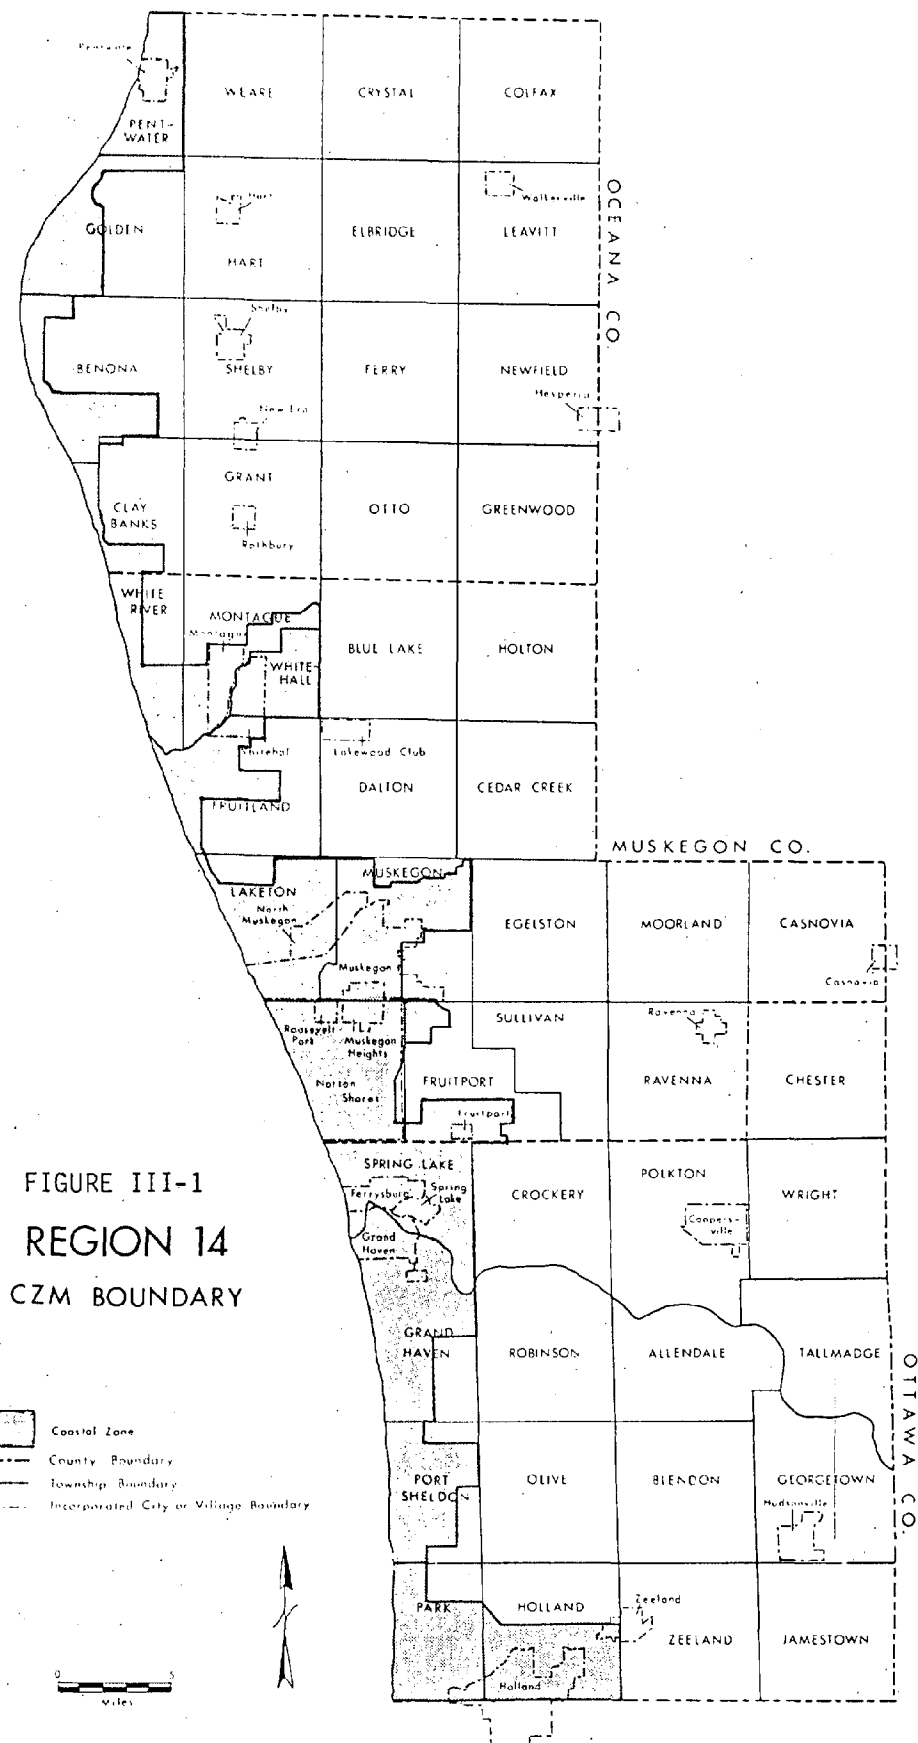 Pentwater
WEARE
CRYSTAL
COLFAX
PENT-
WATER
Hart
Walkerville
GOLDEN
ELBRIDGE
LEAVITT
HART
OCEANA CO.
Shelby
BENONA
SHELBY
FERRY
NEWFIELD
Hesperia
New Era
GRANT
CLAY
BANKS
OTTO
GREENWOOD
Rothbury
WHITE
RIVER
MONTAGUE
Montague
BLUE LAKE
HOLTON
WHITE-
HALL
Whitehall
Lakewood Club
DALTON
CEDAR CREEK
FRUITLAND
MUSKEGON CO.
MUSKEGON
LAKETON
North
Muskegon
EGELSTON
MOORLAND
CASNOVIA
Muskegon
Casnovia
SULLIVAN
Ravenna
Roosevelt
Park
Muskegon
Heights
Norton
Shores
FRUITPORT
RAVENNA
CHESTER
Fruitport
SPRING LAKE
POLKTON
FIGURE III-1
Ferrysburg
Spring
Lake
CROCKERY
WRIGHT
Coopers-
ville
REGION 14
Grand
Haven
CZM BOUNDARY
GRAND
HAVEN
ROBINSON
ALLENDALE
TALLMADGE
OTTAWA CO.
Coastal Zone
County Boundary
Township Boundary
Incorporated City or Village Boundary
PORT
SHELDON
OLIVE
BLENDON
GEORGETOWN
Hudsonville
PARK
HOLLAND
Zeeland
ZEELAND
JAMESTOWN
Holland
0 5
Miles